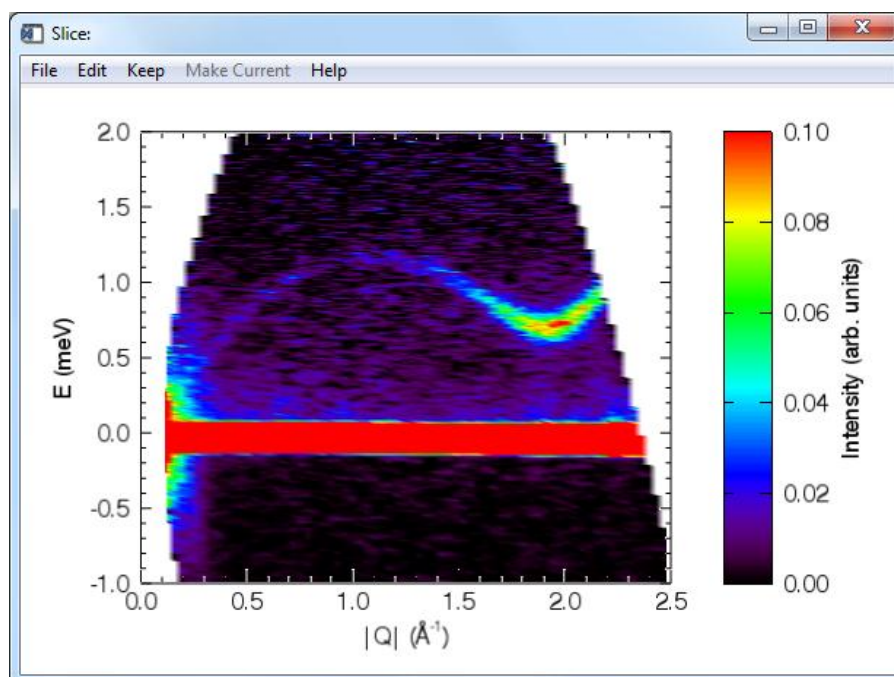 Slice:
File Edit Keep Make Current Help
2.0
1.5
1.0
0.5
0.0
-0.5
-1.0
E (meV)
0.0 0.5 1.0 1.5 2.0 2.5
|Q| (Å⁻¹)
0.10
0.08
0.06
0.04
0.02
0.00
Intensity (arb. units)